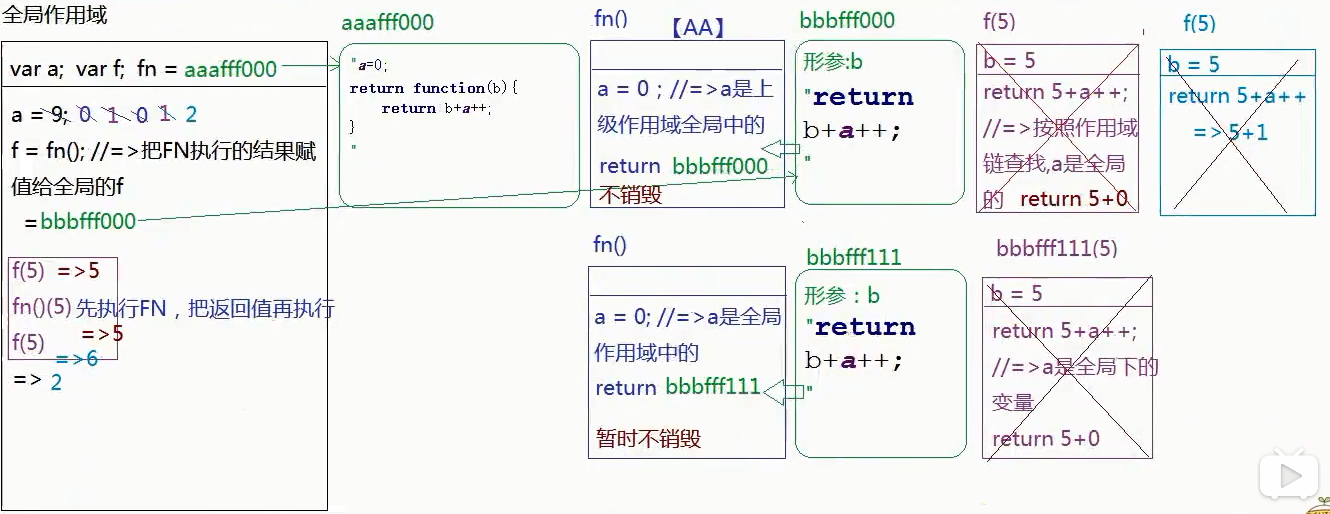 全局作用域
var a; var f; fn = aaafff000
a = 9; 0 1 0 1 2
f = fn(); //=>把FN执行的结果赋
值给全局的f
=bbbfff000
f(5) =>5
fn()(5) 先执行FN，把返回值再执行
=>5
f(5)
=>6
=> 2
aaafff000
"a=0;
return function(b){
return b+a++;
}
"
fn()
【AA】
a = 0 ; //=>a是上
级作用域全局中的
return bbbfff000
不销毁
bbbfff000
形参:b
"return
b+a++;
"
f(5)
b = 5
return 5+a++;
//=>按照作用域
链查找,a是全局
的 return 5+0
f(5)
b = 5
return 5+a++
=>5+1
fn()
a = 0; //=>a是全局
作用域中的
return bbbfff111
暂时不销毁
bbbfff111
形参：b
"return
b+a++;
"
bbbfff111(5)
b = 5
return 5+a++;
//=>a是全局下的
变量
return 5+0